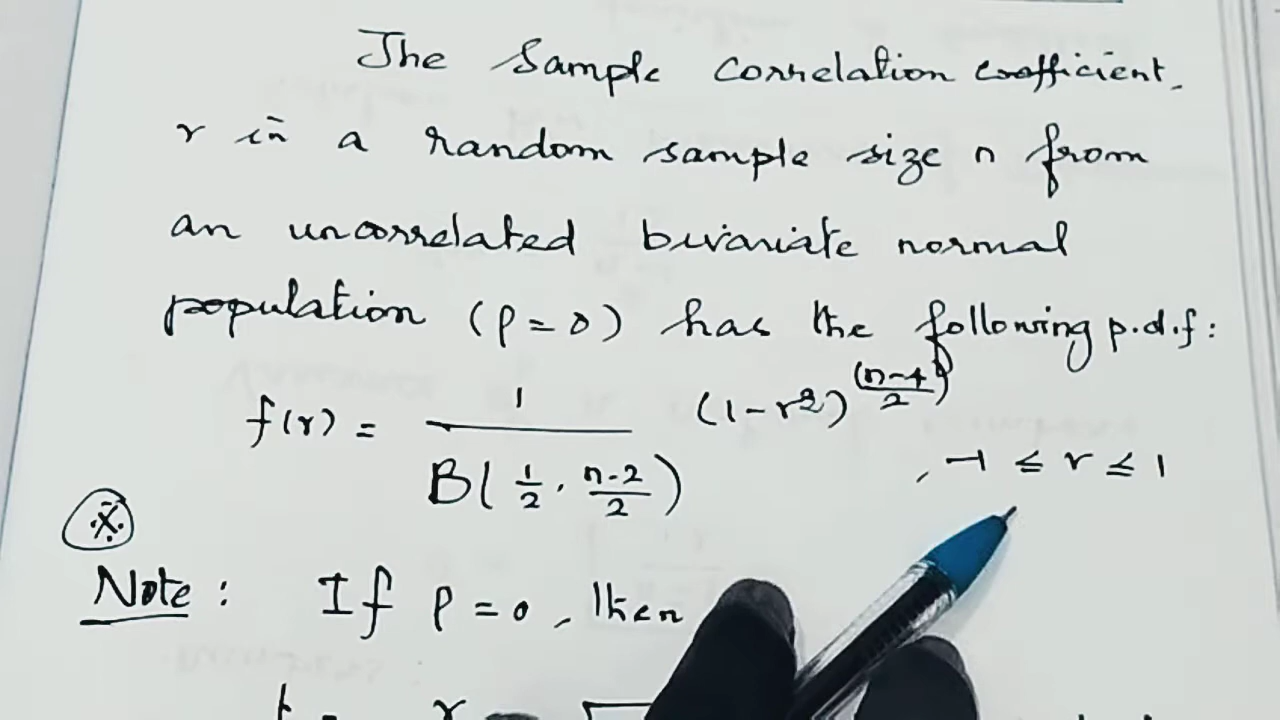 The Sample correlation coefficient,
r in a random sample size n from
an uncorrelated bivariate normal
population (ρ=0) has the following p.d.f:
f(r) = 1 / B(1/2, n-2/2) (1-r²)^((n-4)/2) , -1 ≤ r ≤ 1
Note: If ρ=0, then
t = r